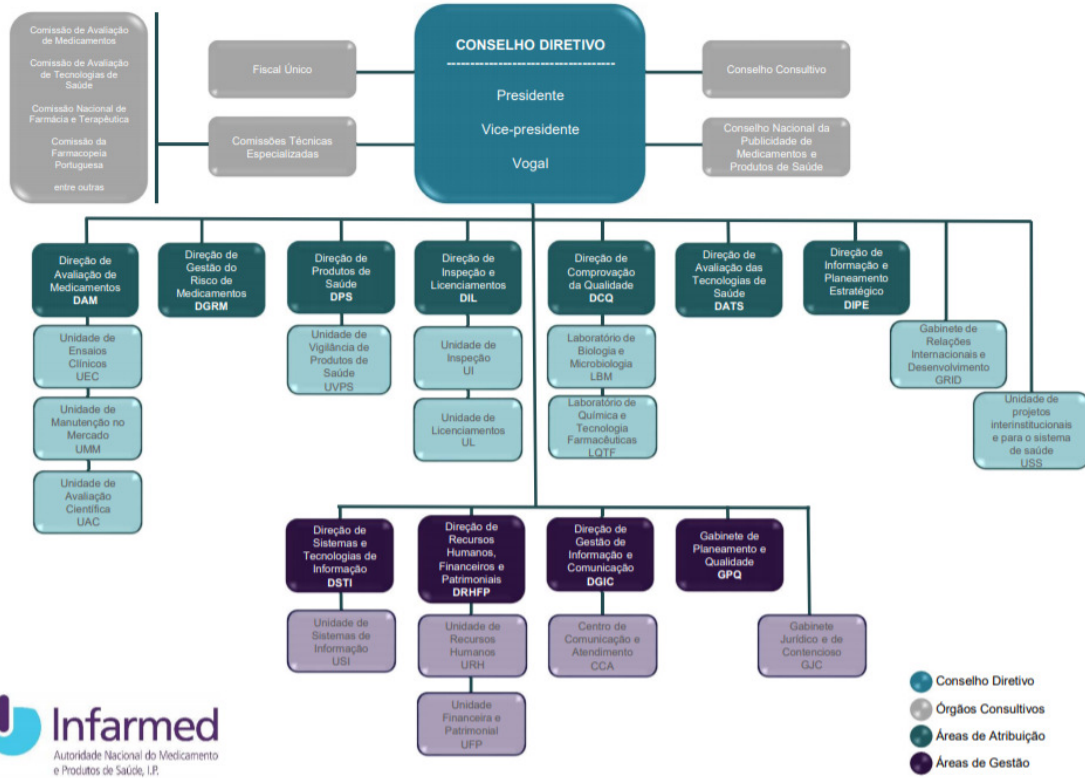 Comissão de Avaliação
de Medicamentos
Comissão de Avaliação
de Tecnologias de
Saúde
Comissão Nacional de
Farmácia e Terapêutica
Comissão da
Farmacopeia
Portuguesa
entre outras
Fiscal Único
Comissões Técnicas
Especializadas
CONSELHO DIRETIVO
------------------------------------
Presidente
Vice-presidente
Vogal
Conselho Consultivo
Conselho Nacional da
Publicidade de
Medicamentos e
Produtos de Saúde
Direção de
Avaliação de
Medicamentos
DAM
Direção de
Gestão do
Risco de
Medicamentos
DGRM
Direção de
Produtos de
Saúde
DPS
Direção de
Inspeção e
Licenciamentos
DIL
Direção de
Comprovação
da Qualidade
DCQ
Direção de
Avaliação das
Tecnologias de
Saúde
DATS
Direção de
Informação e
Planeamento
Estratégico
DIPE
Unidade de
Ensaios
Clínicos
UEC
Unidade de
Manutenção no
Mercado
UMM
Unidade de
Avaliação
Científica
UAC
Unidade de
Vigilância de
Produtos de
Saúde
UVPS
Unidade de
Inspeção
UI
Unidade de
Licenciamentos
UL
Laboratório de
Biologia e
Microbiologia
LBM
Laboratório de
Química e
Tecnologia
Farmacêuticas
LQTF
Gabinete de
Relações
Internacionais e
Desenvolvimento
GRID
Unidade de
projetos
interinstitucionais
e para o sistema
de saúde
USS
Direção de
Sistemas e
Tecnologias de
Informação
DSTI
Direção de
Recursos
Humanos,
Financeiros e
Patrimoniais
DRHFP
Direção de
Gestão de
Informação e
Comunicação
DGIC
Gabinete de
Planeamento e
Qualidade
GPQ
Unidade de
Sistemas de
Informação
USI
Unidade de
Recursos
Humanos
URH
Unidade
Financeira e
Patrimonial
UFP
Centro de
Comunicação e
Atendimento
CCA
Gabinete
Jurídico e de
Contencioso
GJC
Infarmed
Autoridade Nacional do Medicamento
e Produtos de Saúde, I.P.
Conselho Diretivo
Órgãos Consultivos
Áreas de Atribuição
Áreas de Gestão